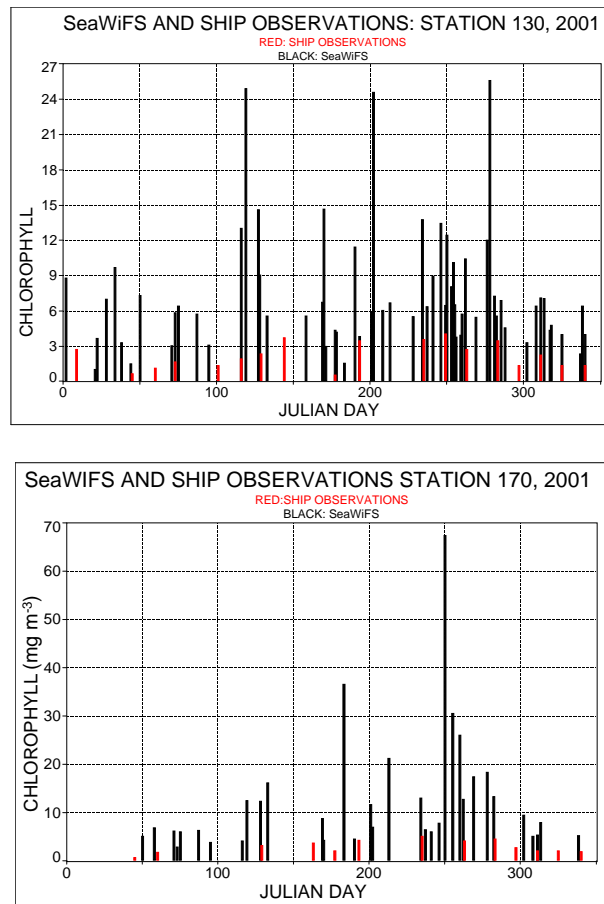 SeaWiFS AND SHIP OBSERVATIONS: STATION 130, 2001
RED: SHIP OBSERVATIONS
BLACK: SeaWiFS
27
24
21
18
15
12
9
6
3
0
CHLOROPHYLL
0 100 200 300
JULIAN DAY
SeaWIFS AND SHIP OBSERVATIONS STATION 170, 2001
RED:SHIP OBSERVATIONS
BLACK: SeaWiFS
70
60
50
40
30
20
10
0
CHLOROPHYLL (mg m-3)
0 100 200 300
JULIAN DAY